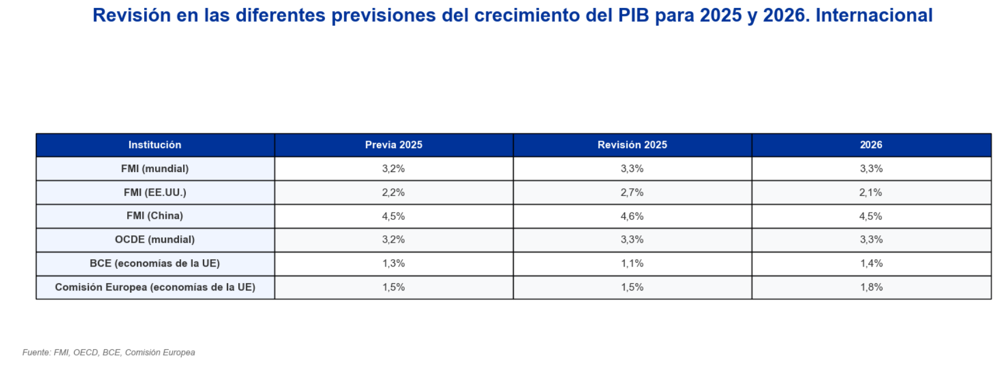 Revisión en las diferentes previsiones del crecimiento del PIB para 2025 y 2026. Internacional
Institución Previa 2025 Revisión 2025 2026
FMI (mundial) 3,2% 3,3% 3,3%
FMI (EE.UU.) 2,2% 2,7% 2,1%
FMI (China) 4,5% 4,6% 4,5%
OCDE (mundial) 3,2% 3,3% 3,3%
BCE (economías de la UE) 1,3% 1,1% 1,4%
Comisión Europea (economías de la UE) 1,5% 1,5% 1,8%
Fuente: FMI, OECD, BCE, Comisión Europea